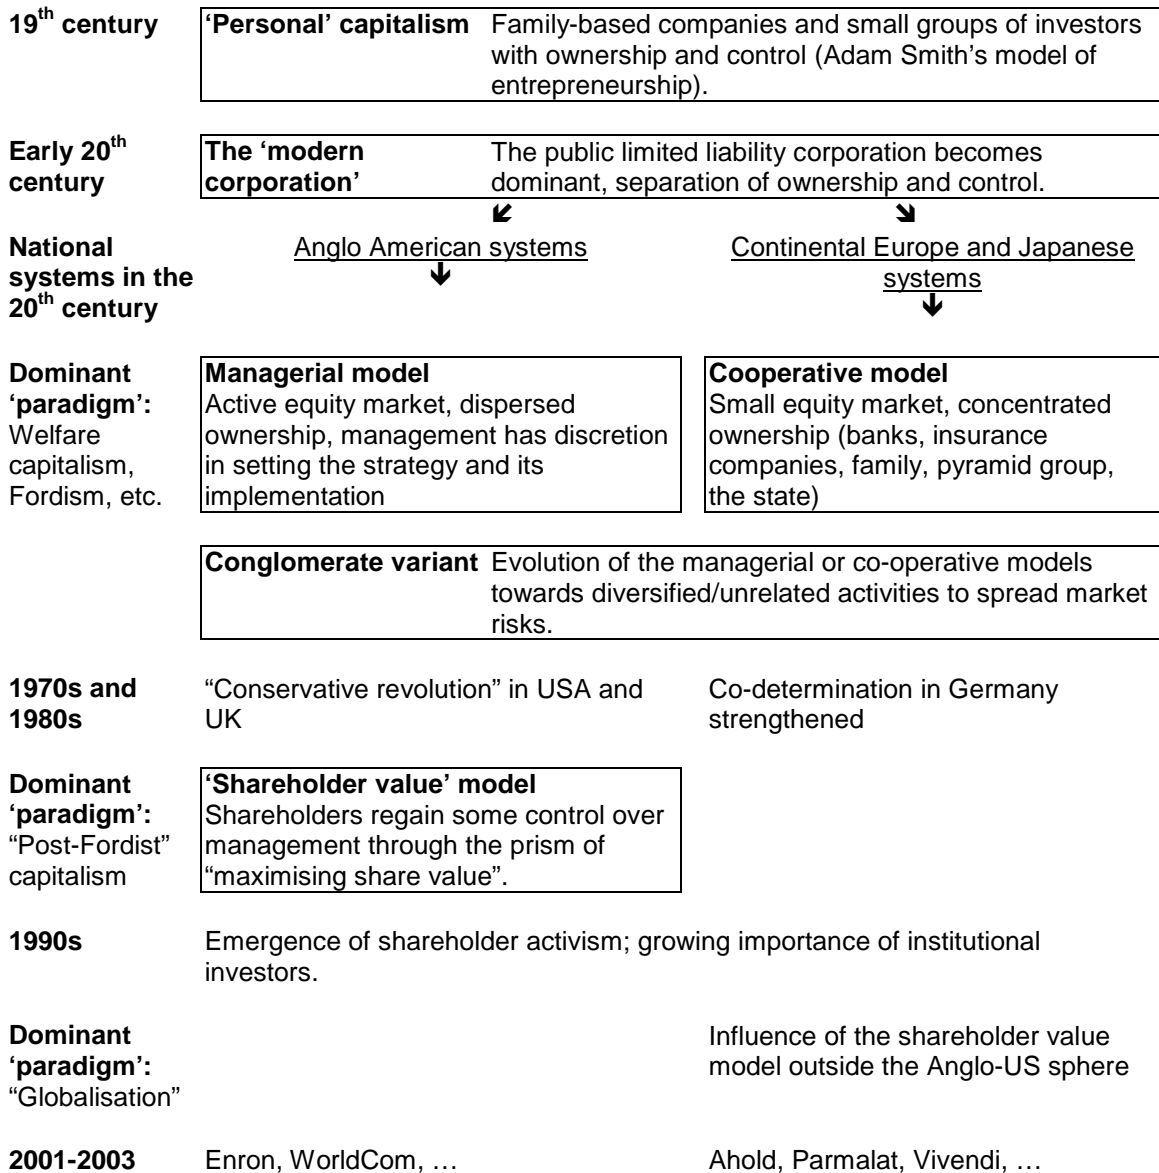 19th century
‘Personal’ capitalism
Family-based companies and small groups of investors
with ownership and control (Adam Smith’s model of
entrepreneurship).
Early 20th
century
The ‘modern
corporation’
The public limited liability corporation becomes
dominant, separation of ownership and control.
National
systems in the
20th century
Anglo American systems
Continental Europe and Japanese
systems
Dominant
‘paradigm’:
Welfare
capitalism,
Fordism, etc.
Managerial model
Active equity market, dispersed
ownership, management has discretion
in setting the strategy and its
implementation
Cooperative model
Small equity market, concentrated
ownership (banks, insurance
companies, family, pyramid group,
the state)
Conglomerate variant
Evolution of the managerial or co-operative models
towards diversified/unrelated activities to spread market
risks.
1970s and
1980s
“Conservative revolution” in USA and
UK
Co-determination in Germany
strengthened
Dominant
‘paradigm’:
“Post-Fordist”
capitalism
‘Shareholder value’ model
Shareholders regain some control over
management through the prism of
“maximising share value”.
1990s
Emergence of shareholder activism; growing importance of institutional
investors.
Dominant
‘paradigm’:
“Globalisation”
Influence of the shareholder value
model outside the Anglo-US sphere
2001-2003
Enron, WorldCom, …
Ahold, Parmalat, Vivendi, …